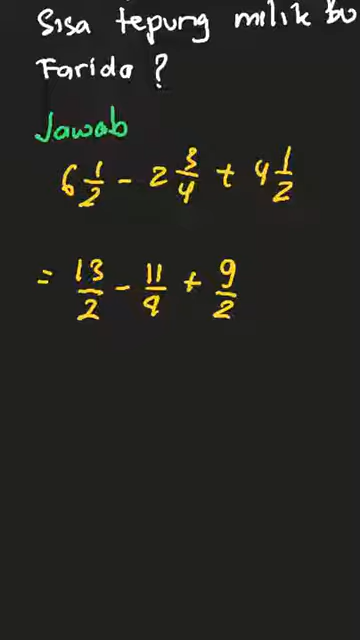 Sisa tepung milik bu
Farida ?
Jawab
6 1/2 - 2 3/4 + 4 1/2
= 13/2 - 11/4 + 9/2